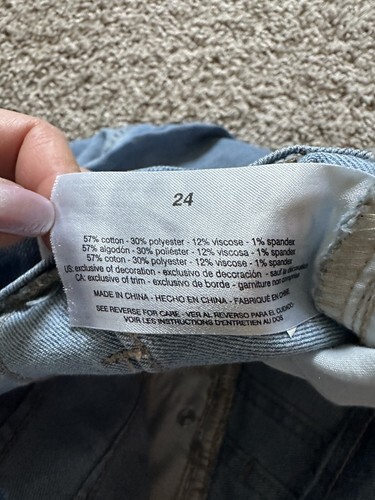 24
57% cotton - 30% polyester - 12% viscose - 1% spandex
57% algodón - 30% poliéster - 12% viscosa - 1% spandex
57% coton - 30% polyester - 12% viscose - 1% spandex
US: exclusive of decoration - exclusivo de decoración - sauf la décoration
CA: exclusive of trim - exclusivo de borde - garniture non
MADE IN CHINA - HECHO EN CHINA - FABRIQUÉ EN CHINE
SEE REVERSE FOR CARE - VER AL REVERSO PARA EL CUIDADO
VOIR LES INSTRUCTIONS D'ENTRETIEN AU DOS